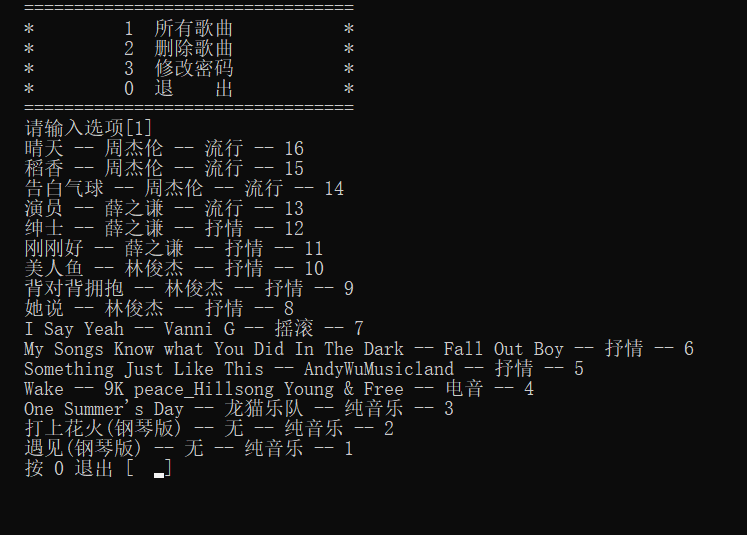 =================================
* 1 所有歌曲 *
* 2 删除歌曲 *
* 3 修改密码 *
* 0 退 出 *
=================================
请输入选项[1]
晴天 -- 周杰伦 -- 流行 -- 16
稻香 -- 周杰伦 -- 流行 -- 15
告白气球 -- 周杰伦 -- 流行 -- 14
演员 -- 薛之谦 -- 流行 -- 13
绅士 -- 薛之谦 -- 抒情 -- 12
刚刚好 -- 薛之谦 -- 抒情 -- 11
美人鱼 -- 林俊杰 -- 抒情 -- 10
背对背拥抱 -- 林俊杰 -- 抒情 -- 9
她说 -- 林俊杰 -- 抒情 -- 8
I Say Yeah -- Vanni G -- 摇滚 -- 7
My Songs Know what You Did In The Dark -- Fall Out Boy -- 抒情 -- 6
Something Just Like This -- AndyWuMusicland -- 抒情 -- 5
Wake -- 9K peace_Hillsong Young & Free -- 电音 -- 4
One Summer's Day -- 龙猫乐队 -- 纯音乐 -- 3
打上花火(钢琴版) -- 无 -- 纯音乐 -- 2
遇见(钢琴版) -- 无 -- 纯音乐 -- 1
按 0 退出 [ _]